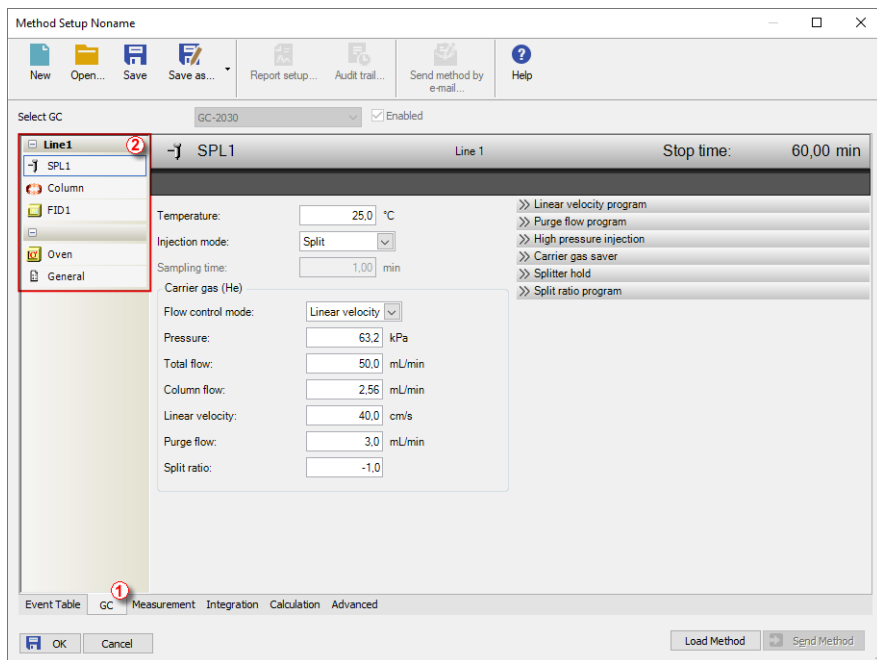 Method Setup Noname
New Open... Save Save as... Report setup... Audit trail... Send method by e-mail... Help
Select GC GC-2030 Enabled
Line1 2
SPL1
Column
FID1
Oven
General
SPL1 Line 1 Stop time: 60,00 min
Temperature: 25,0 °C
Injection mode: Split
Sampling time: 1,00 min
Carrier gas (He)
Flow control mode: Linear velocity
Pressure: 63,2 kPa
Total flow: 50,0 mL/min
Column flow: 2,56 mL/min
Linear velocity: 40,0 cm/s
Purge flow: 3,0 mL/min
Split ratio: -1,0
Linear velocity program
Purge flow program
High pressure injection
Carrier gas saver
Splitter hold
Split ratio program
1
Event Table GC Measurement Integration Calculation Advanced
OK Cancel Load Method Send Method